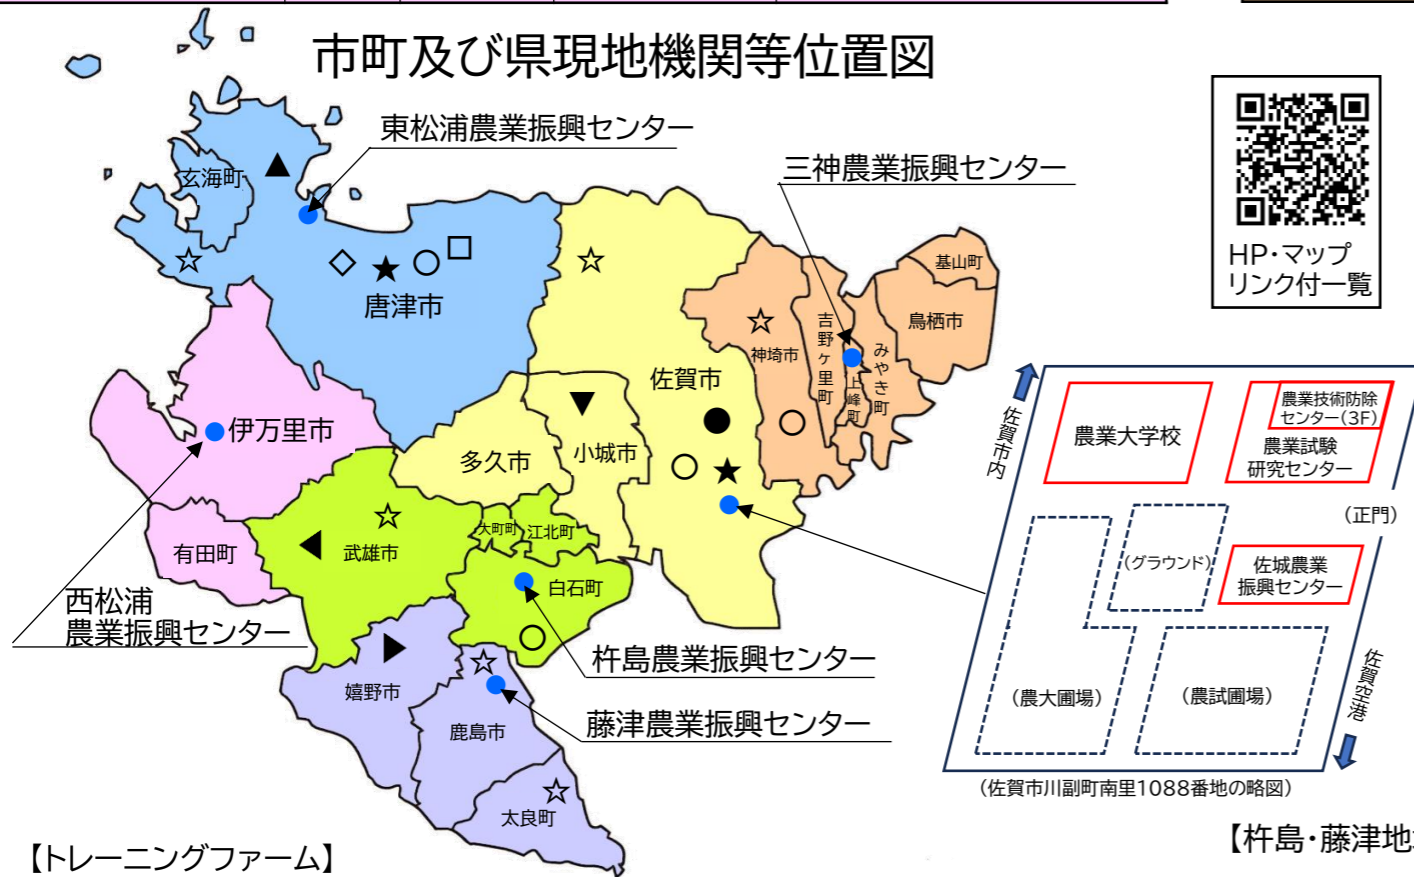 市町及び県現地機関等位置図
東松浦農業振興センター
三神農業振興センター
HP・マップ
リンク付一覧
玄海町
唐津市
基山町
鳥栖市
神埼市
吉野ヶ里町
上峰町
みやき町
佐賀市
伊万里市
多久市
小城市
有田町
武雄市
大町町
江北町
白石町
西松浦
農業振興センター
杵島農業振興センター
嬉野市
藤津農業振興センター
鹿島市
太良町
佐賀市内
農業大学校
農業技術防除
センター(3F)
農業試験
研究センター
(正門)
(グラウンド)
佐城農業
振興センター
(農大圃場)
(農試圃場)
佐賀空港
(佐賀市川副町南里1088番地の略図)
【トレーニングファーム】
【杵島・藤津地